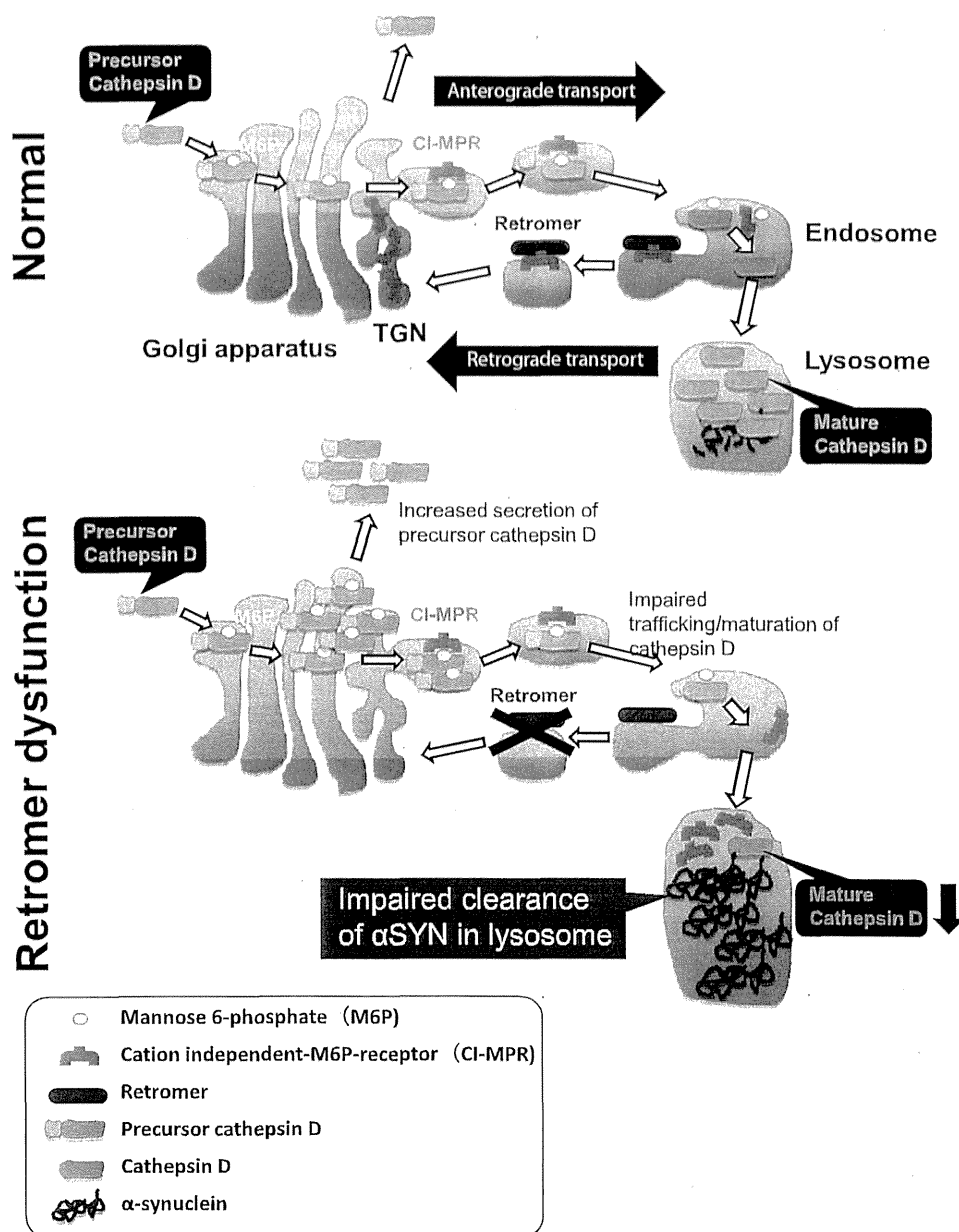 Normal
Precursor
Cathepsin D
Anterograde transport
M6P
CI-MPR
Retromer
Endosome
TGN
Golgi apparatus
Retrograde transport
Lysosome
Mature
Cathepsin D
Retromer dysfunction
Increased secretion of
precursor cathepsin D
Precursor
Cathepsin D
M6P
CI-MPR
Impaired
trafficking/maturation of
cathepsin D
Retromer
Impaired clearance
of αSYN in lysosome
Mature
Cathepsin D
Mannose 6-phosphate (M6P)
Cation independent-M6P-receptor (CI-MPR)
Retromer
Precursor cathepsin D
Cathepsin D
α-synuclein